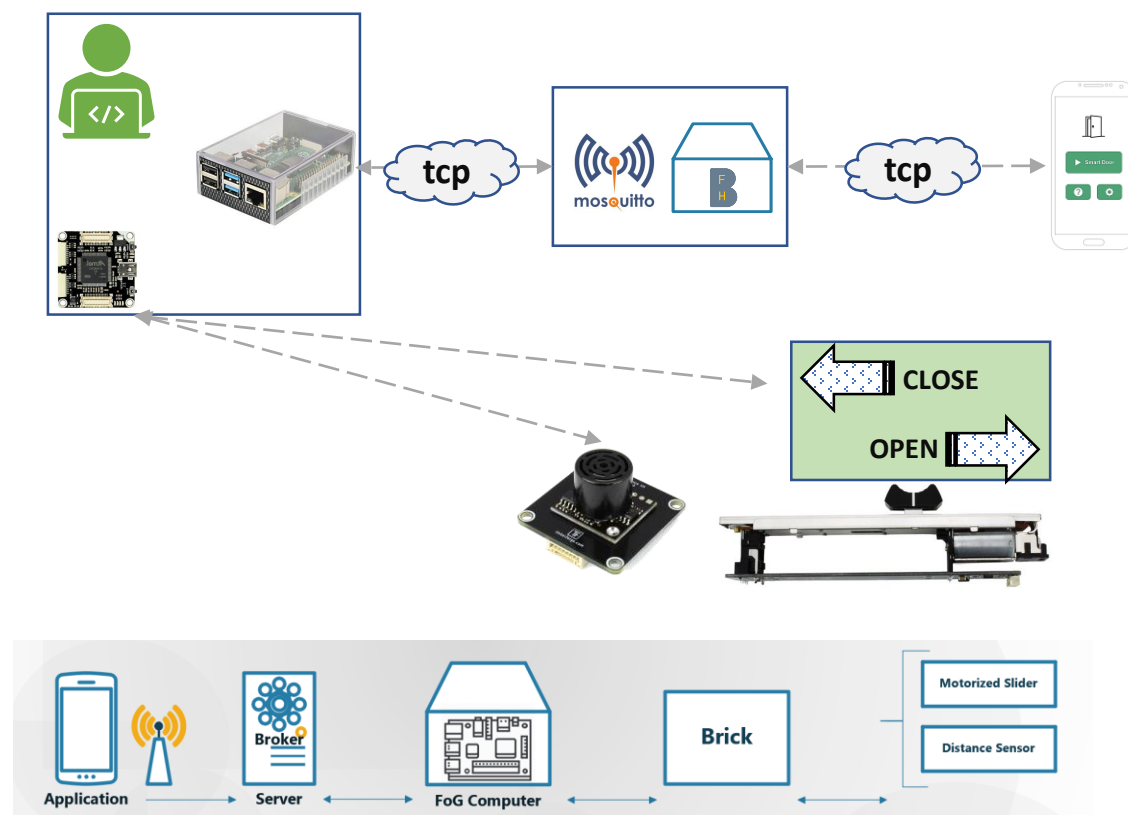 </>
tcp
mosquitto
F
B
H
tcp
Smart Door
?
CLOSE
OPEN
Motorized Slider
Broker
Brick
Distance Sensor
Application
Server
FoG Computer